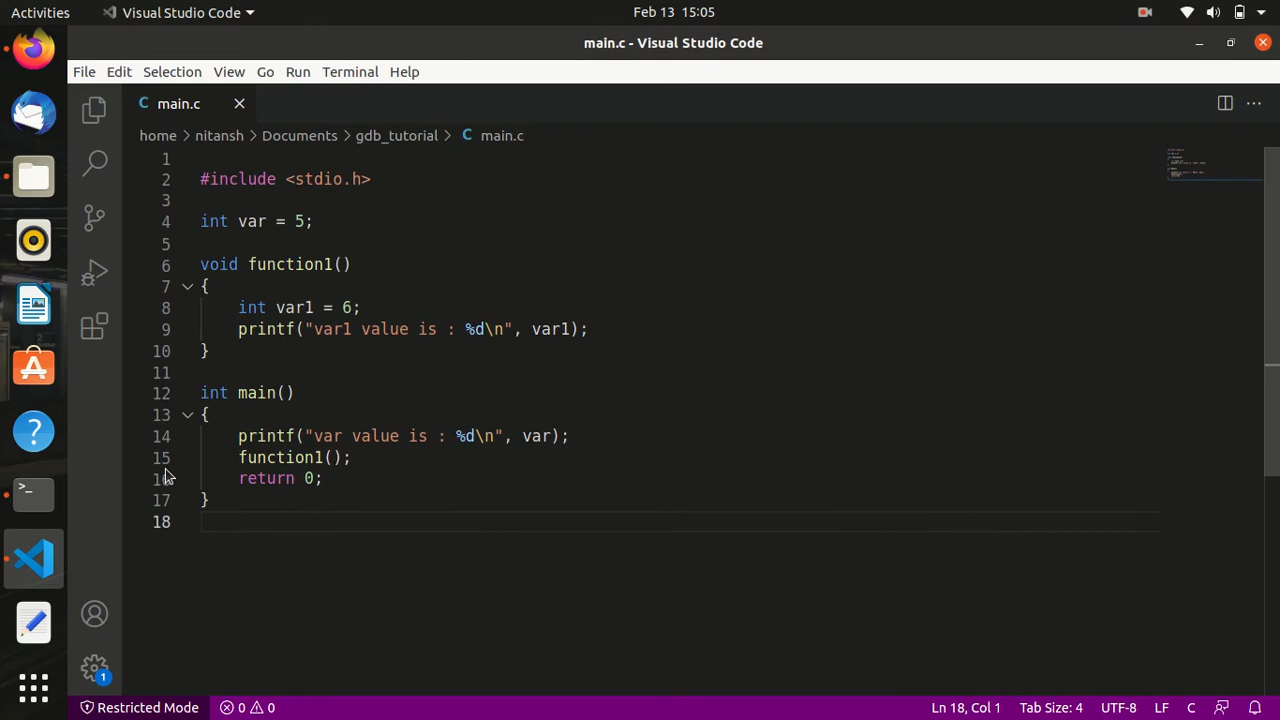 Activities Visual Studio Code Feb 13 15:05
main.c - Visual Studio Code
File Edit Selection View Go Run Terminal Help
C main.c
home > nitansh > Documents > gdb_tutorial > C main.c
1
2 #include <stdio.h>
3
4 int var = 5;
5
6 void function1()
7 {
8 int var1 = 6;
9 printf("var1 value is : %d\n", var1);
10 }
11
12 int main()
13 {
14 printf("var value is : %d\n", var);
15 function1();
16 return 0;
17 }
18
1
Restricted Mode 0 0 Ln 18, Col 1 Tab Size: 4 UTF-8 LF C